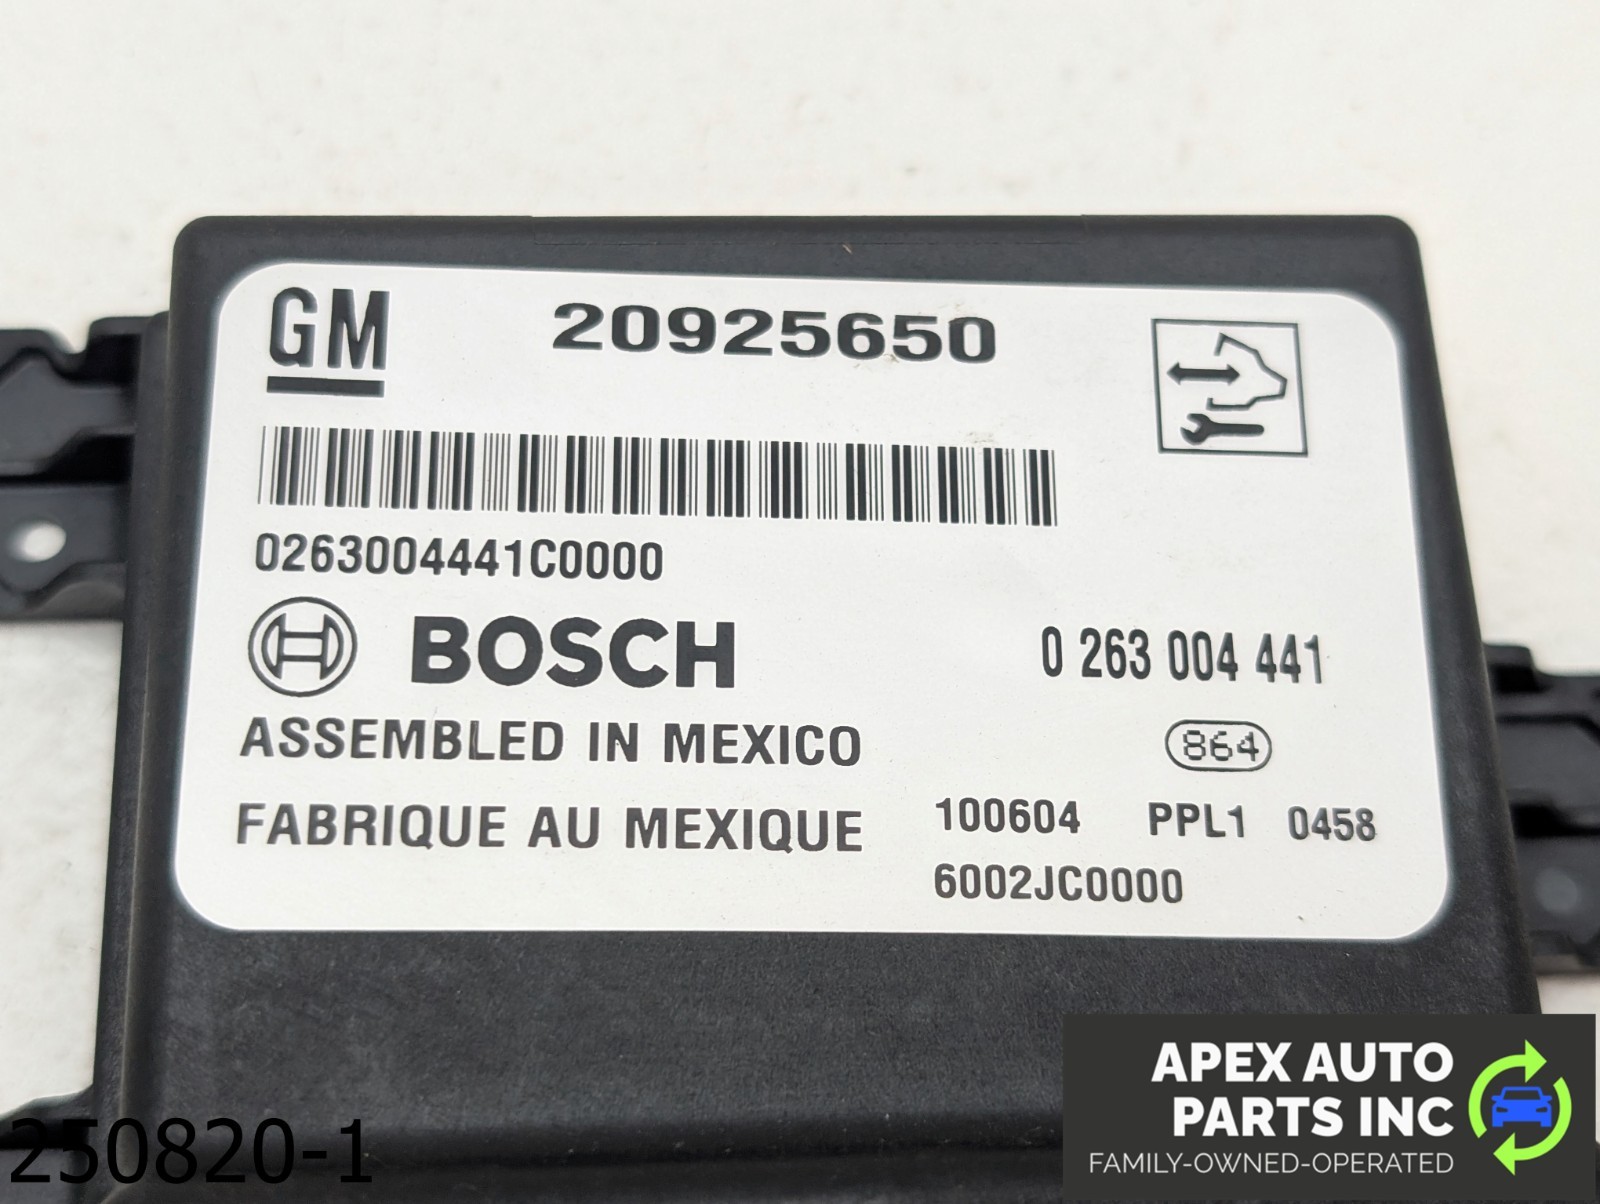 GM 20925650
0263004441C0000
BOSCH 0 263 004 441
ASSEMBLED IN MEXICO 864
FABRIQUE AU MEXIQUE 100604 PPL1 0458
6002JC0000
APEX AUTO
PARTS INC
FAMILY-OWNED-OPERATED
250820-1